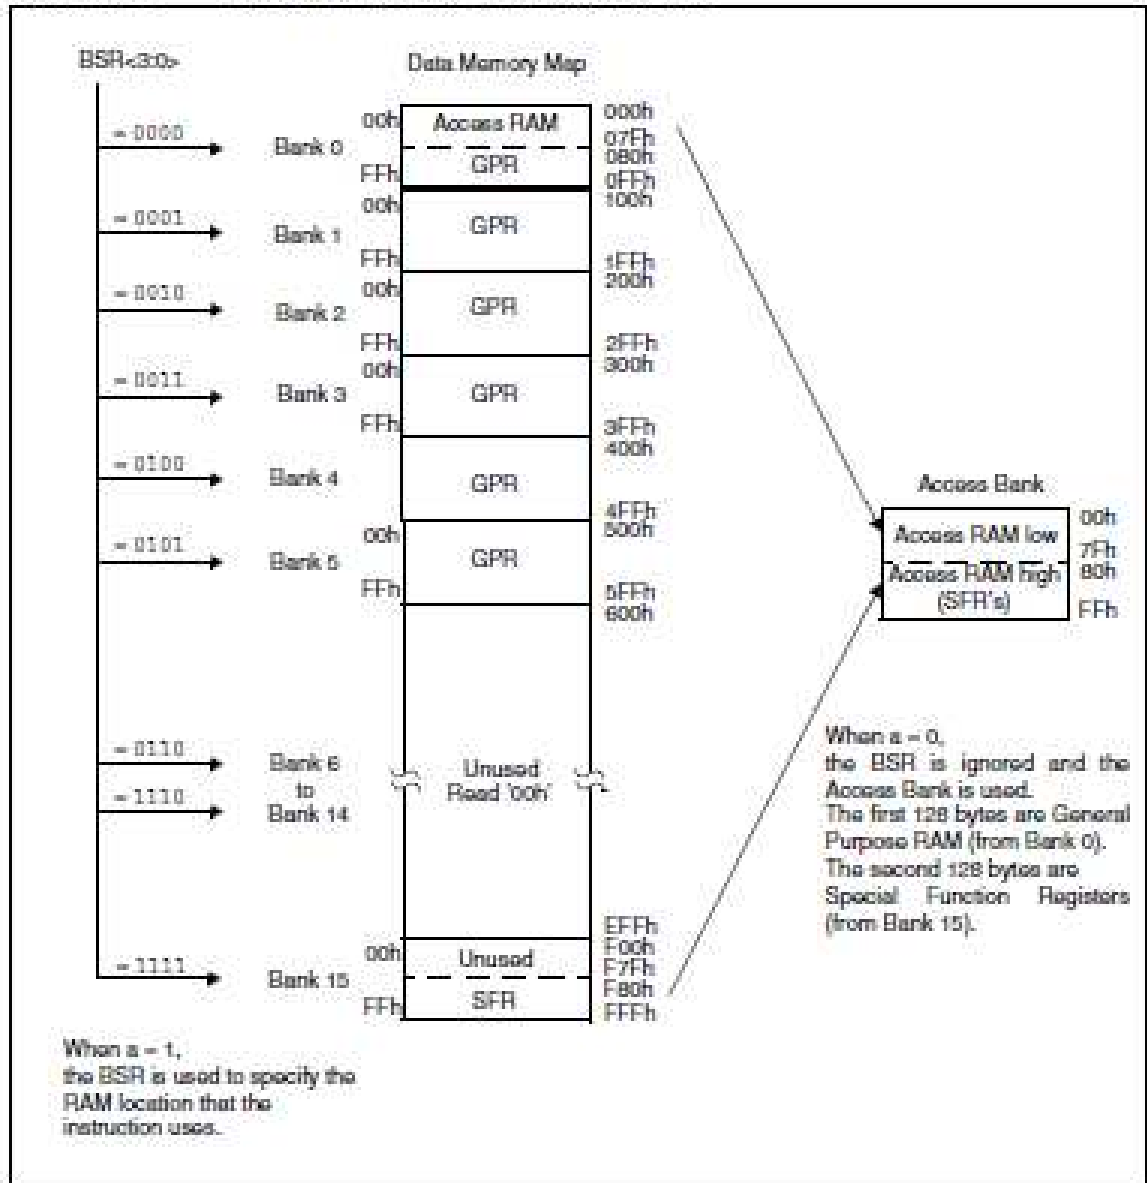 BSR<3:0>
Data Memory Map
= 0000
Bank 0
00h
Access RAM
000h
07Fh
080h
GPR
FFh
0FFh
= 0001
Bank 1
00h
GPR
100h
FFh
1FFh
= 0010
Bank 2
00h
GPR
200h
FFh
2FFh
= 0011
Bank 3
00h
GPR
300h
FFh
3FFh
= 0100
Bank 4
GPR
400h
4FFh
= 0101
Bank 5
00h
GPR
500h
FFh
5FFh
600h
= 0110
= 1110
Bank 6
to
Bank 14
Unused
Read '00h'
EFFh
= 1111
Bank 15
00h
Unused
F00h
F7Fh
F80h
SFR
FFh
FFFh
Access Bank
Access RAM low
00h
7Fh
Access RAM high
(SFR's)
80h
FFh
When a = 0,
the BSR is ignored and the
Access Bank is used.
The first 128 bytes are General
Purpose RAM (from Bank 0).
The second 128 bytes are
Special Function Registers
(from Bank 15).
When a = 1,
the BSR is used to specify the
RAM location that the
instruction uses.